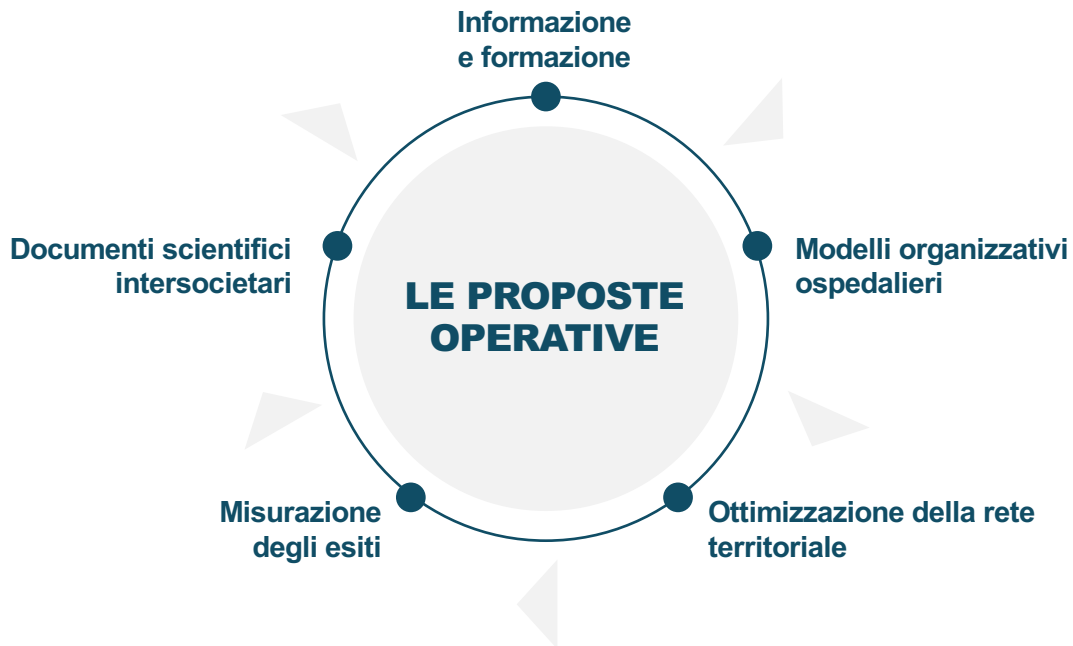 Informazione
e formazione
Documenti scientifici
intersocietari
Modelli organizzativi
ospedalieri
LE PROPOSTE
OPERATIVE
Misurazione
degli esiti
Ottimizzazione della rete
territoriale